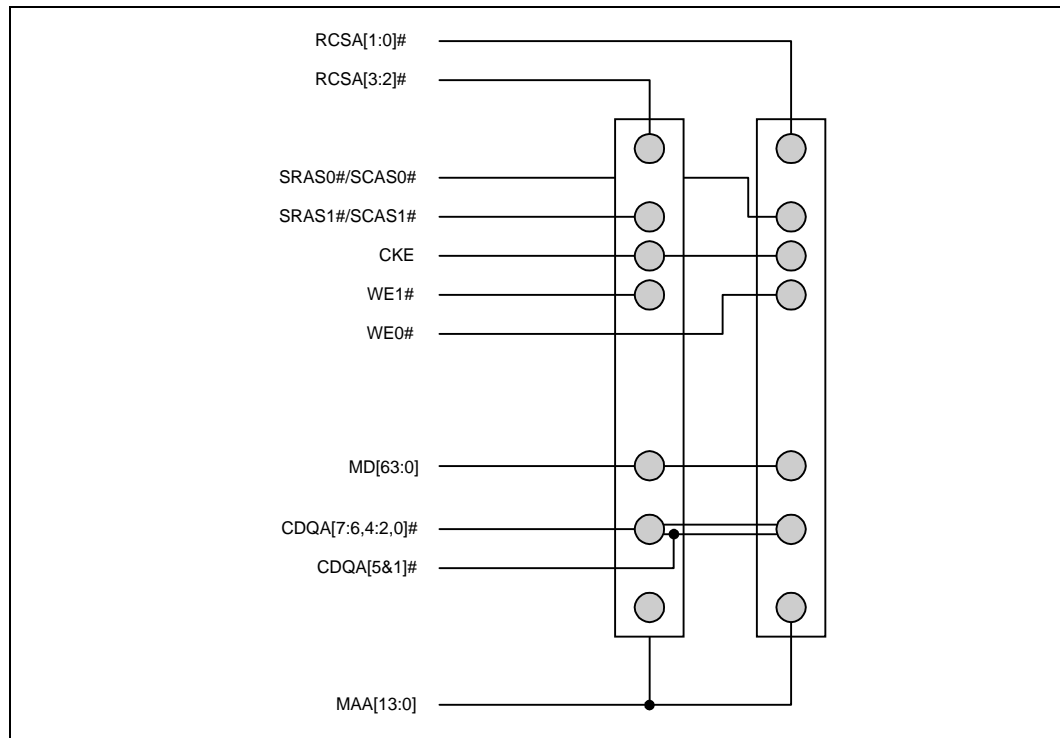 RCSA[1:0]#
RCSA[3:2]#
SRAS0#/SCAS0#
SRAS1#/SCAS1#
CKE
WE1#
WE0#
MD[63:0]
CDQA[7:6,4:2,0]#
CDQA[5&1]#
MAA[13:0]